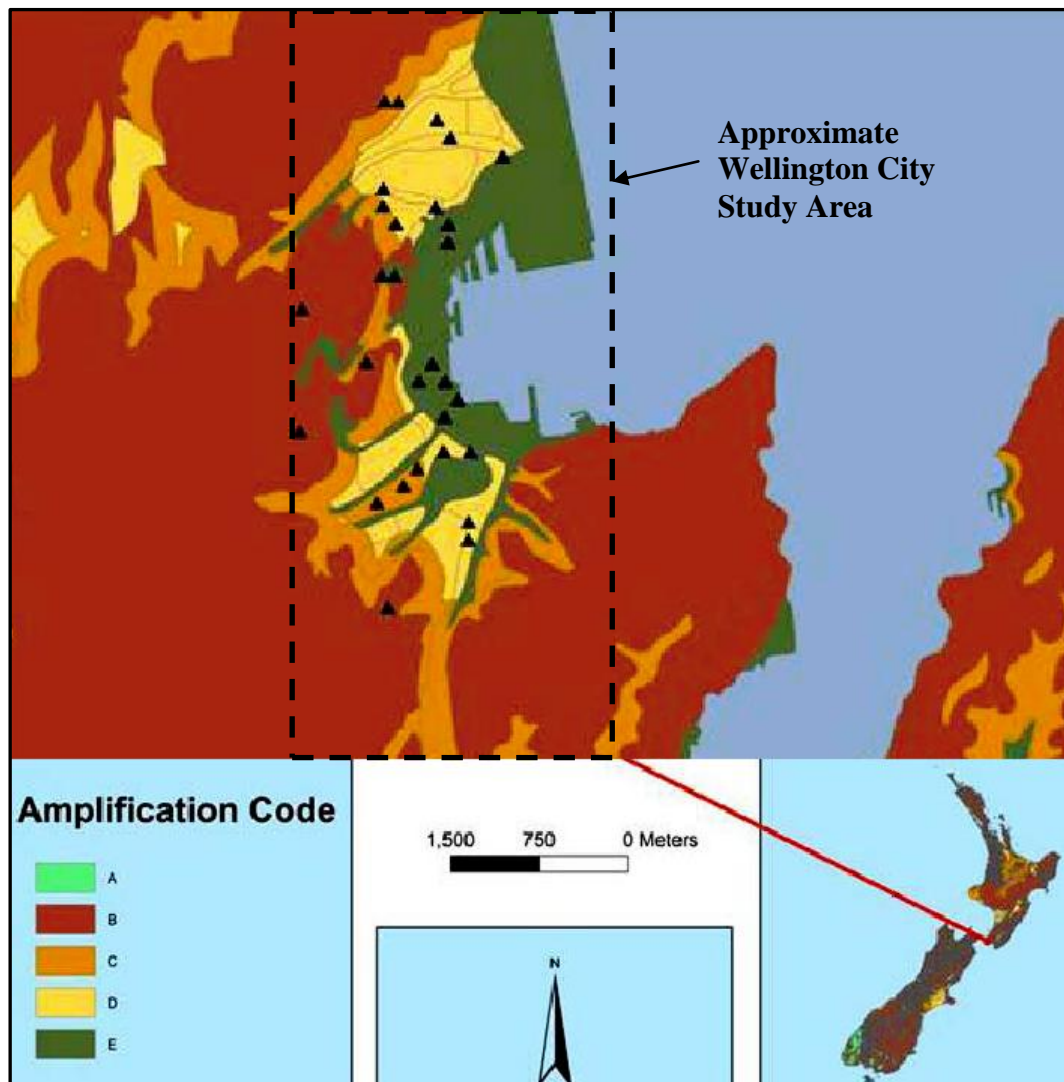 Approximate
Wellington City
Study Area
Amplification Code
A
B
C
D
E
1,500 750 0 Meters
N